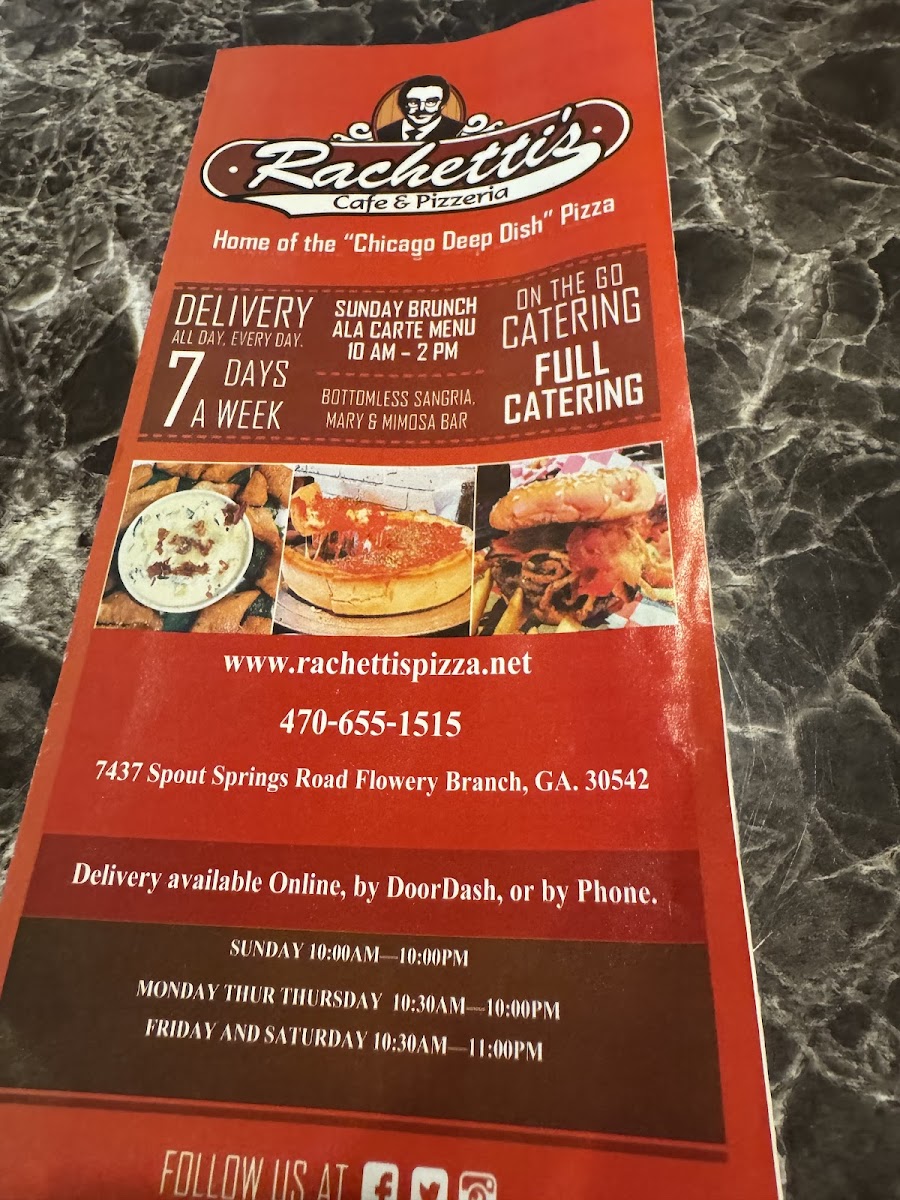 Rachetti's
Cafe & Pizzeria
Home of the "Chicago Deep Dish" Pizza
DELIVERY
ALL DAY. EVERY DAY.
7 DAYS
A WEEK
SUNDAY BRUNCH
ALA CARTE MENU
10 AM – 2 PM
BOTTOMLESS SANGRIA,
MARY & MIMOSA BAR
ON THE GO
CATERING
FULL
CATERING
www.rachettispizza.net
470-655-1515
7437 Spout Springs Road Flowery Branch, GA. 30542
Delivery available Online, by DoorDash, or by Phone.
SUNDAY 10:00AM—10:00PM
MONDAY THUR THURSDAY 10:30AM—10:00PM
FRIDAY AND SATURDAY 10:30AM—11:00PM
FOLLOW US AT